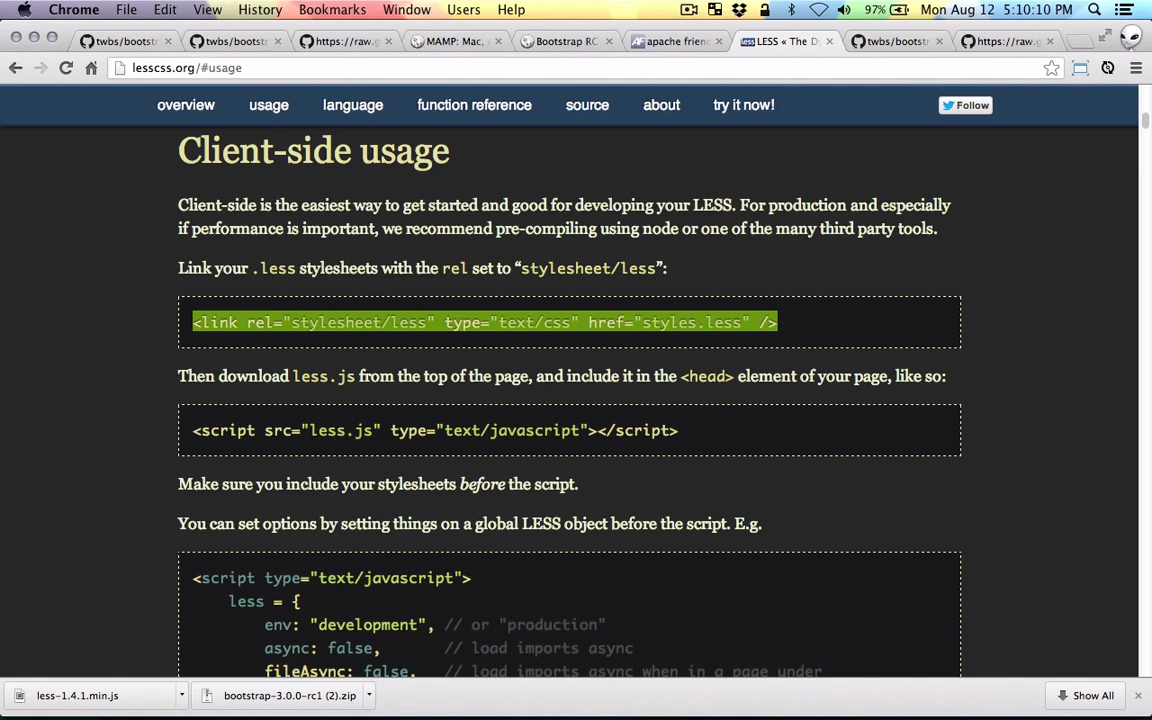 Chrome File Edit View History Bookmarks Window Users Help 97% Mon Aug 12 5:10:10 PM
twbs/bootst twbs/bootst https://raw.g MAMP: Mac, Bootstrap RC apache frien LESS « The D twbs/bootst https://raw.g
lesscss.org/#usage
overview usage language function reference source about try it now! Follow
Client-side usage
Client-side is the easiest way to get started and good for developing your LESS. For production and especially
if performance is important, we recommend pre-compiling using node or one of the many third party tools.
Link your .less stylesheets with the rel set to “stylesheet/less”:
<link rel="stylesheet/less" type="text/css" href="styles.less" />
Then download less.js from the top of the page, and include it in the <head> element of your page, like so:
<script src="less.js" type="text/javascript"></script>
Make sure you include your stylesheets before the script.
You can set options by setting things on a global LESS object before the script. E.g.
<script type="text/javascript">
less = {
env: "development", // or "production"
async: false, // load imports async
fileAsync: false, // load imports async when in a page under
less-1.4.1.min.js bootstrap-3.0.0-rc1 (2).zip Show All